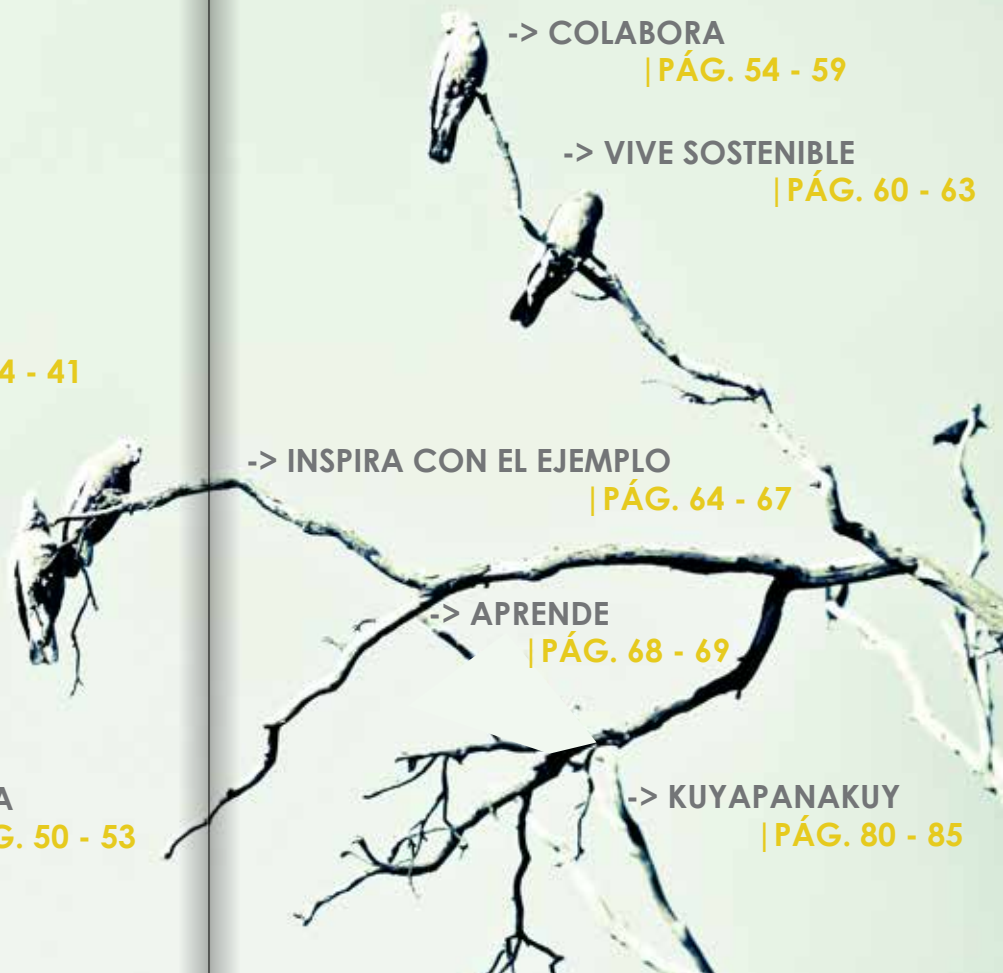 -> COLABORA
|PÁG. 54 - 59
-> VIVE SOSTENIBLE
|PÁG. 60 - 63
4 - 41
-> INSPIRA CON EL EJEMPLO
|PÁG. 64 - 67
-> APRENDE
|PÁG. 68 - 69
A
G. 50 - 53
-> KUYAPANAKUY
|PÁG. 80 - 85